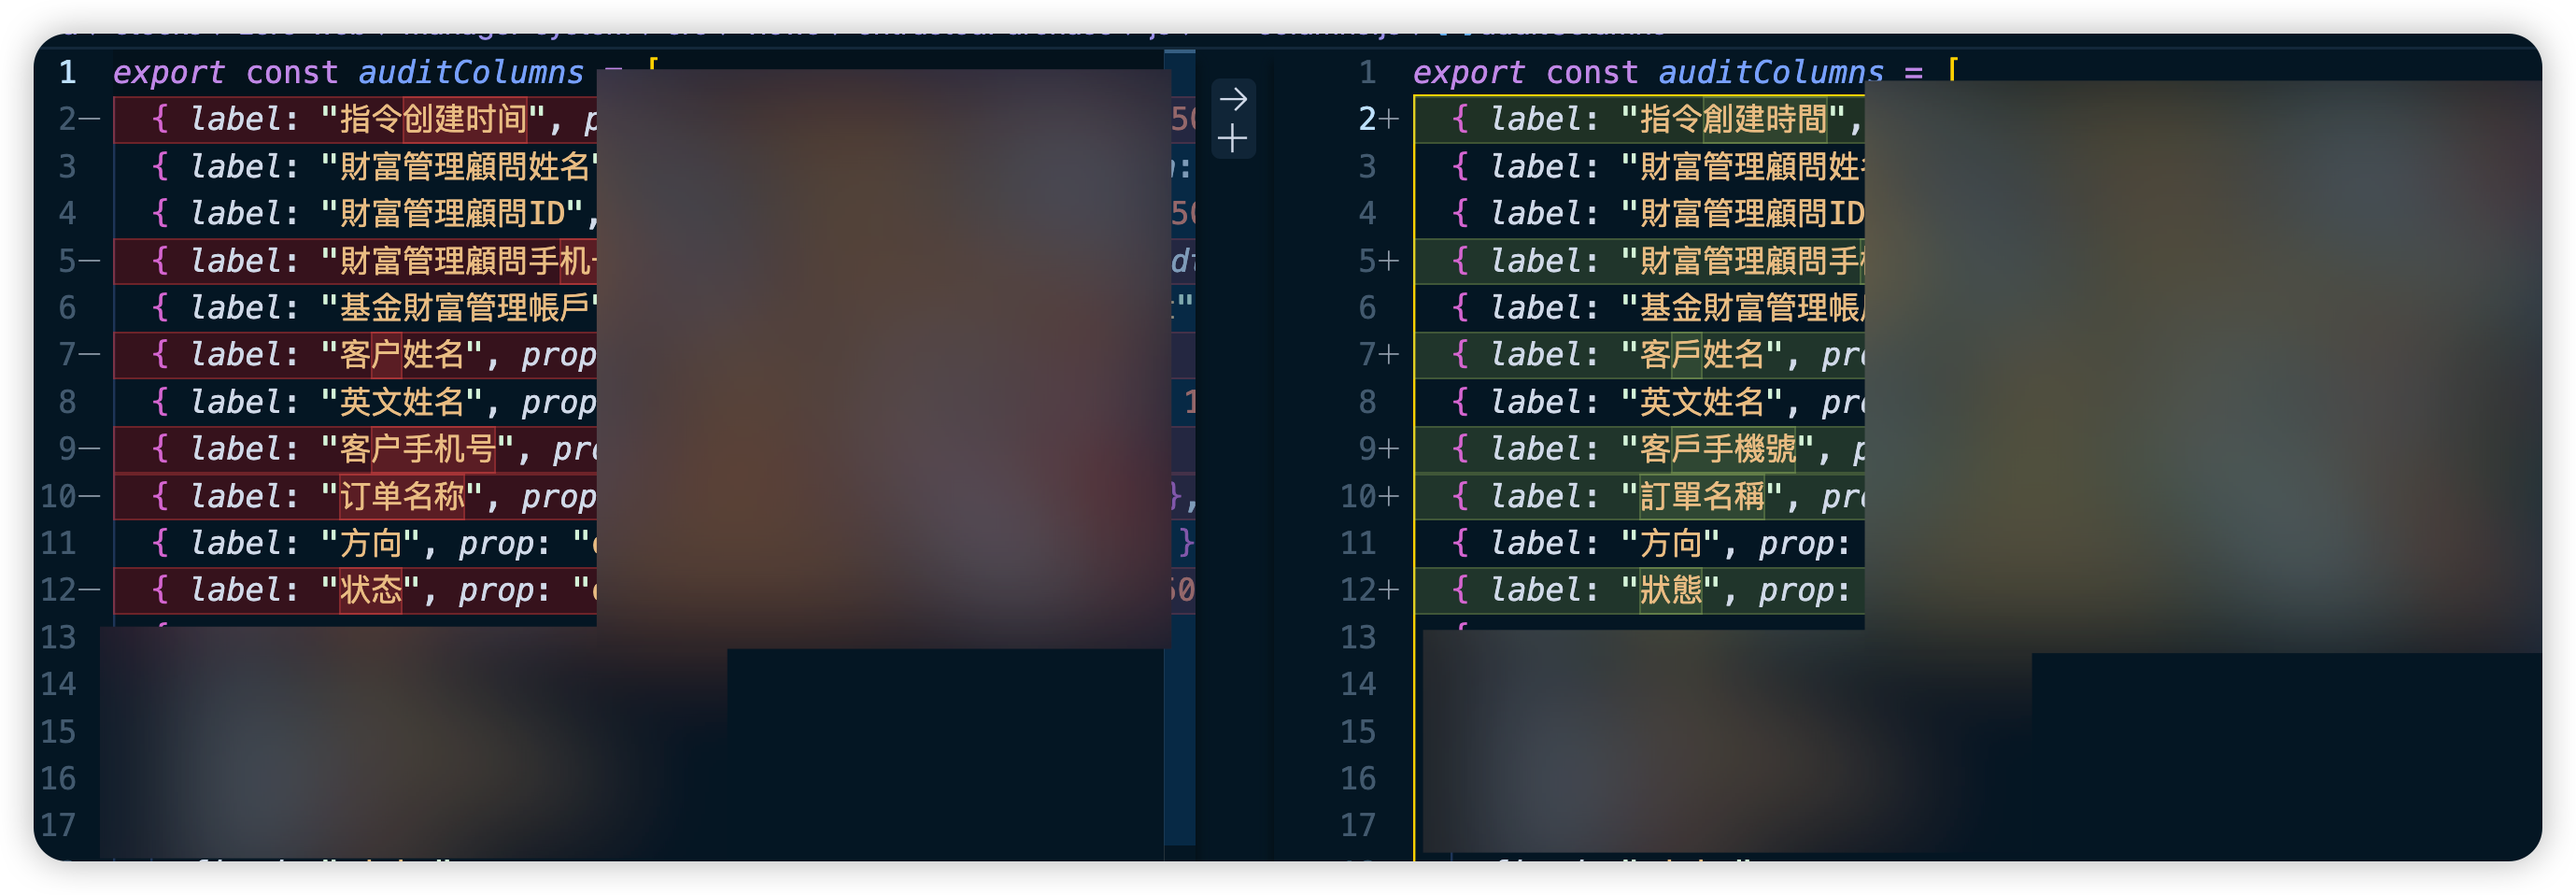 1 export const auditColumns = [
2— { label: "指令创建时间", p
3 { label: "財富管理顧問姓名"
4 { label: "財富管理顧問ID",
5— { label: "財富管理顧問手机
6 { label: "基金財富管理帳戶"
7— { label: "客户姓名", prop
8 { label: "英文姓名", prop
9— { label: "客户手机号", pr
10— { label: "订单名称", prop
11 { label: "方向", prop: "
12— { label: "状态", prop: "
13 {
14
15
16
17
1 export const auditColumns = [
2+ { label: "指令創建時間",
3 { label: "財富管理顧問姓
4 { label: "財富管理顧問ID
5+ { label: "財富管理顧問手
6 { label: "基金財富管理帳
7+ { label: "客戶姓名", pr
8 { label: "英文姓名", pr
9+ { label: "客戶手機號", p
10+ { label: "訂單名稱", pr
11 { label: "方向", prop:
12+ { label: "狀態", prop:
13 {
14
15
16
17